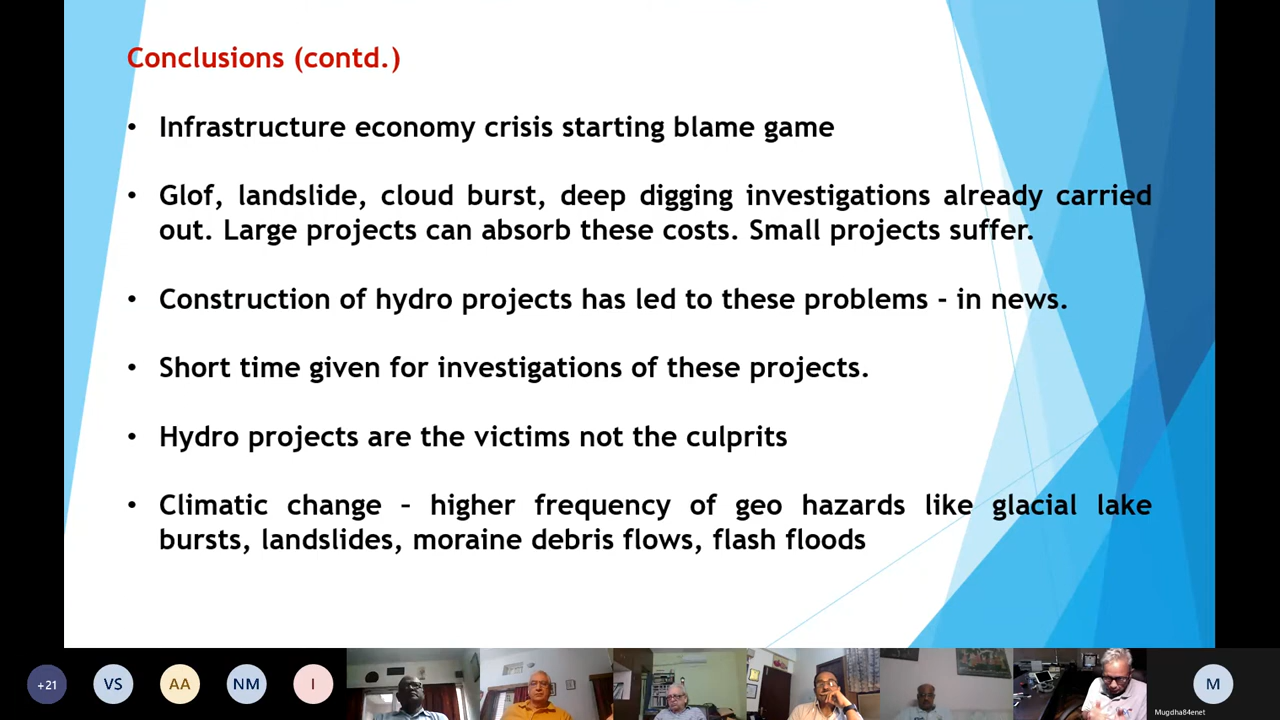 Conclusions (contd.)
• Infrastructure economy crisis starting blame game
• Glof, landslide, cloud burst, deep digging investigations already carried
out. Large projects can absorb these costs. Small projects suffer.
• Construction of hydro projects has led to these problems - in news.
• Short time given for investigations of these projects.
• Hydro projects are the victims not the culprits
• Climatic change – higher frequency of geo hazards like glacial lake
bursts, landslides, moraine debris flows, flash floods
+21
VS
AA
NM
I
M
Mugdha84enet